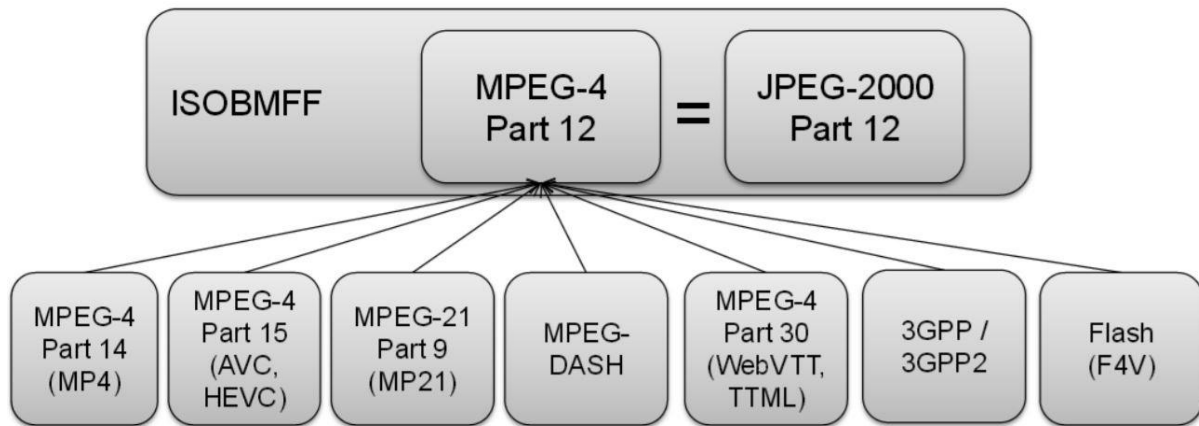 ISOBMFF
MPEG-4
Part 12
=
JPEG-2000
Part 12
MPEG-4
Part 14
(MP4)
MPEG-4
Part 15
(AVC,
HEVC)
MPEG-21
Part 9
(MP21)
MPEG-
DASH
MPEG-4
Part 30
(WebVTT,
TTML)
3GPP /
3GPP2
Flash
(F4V)